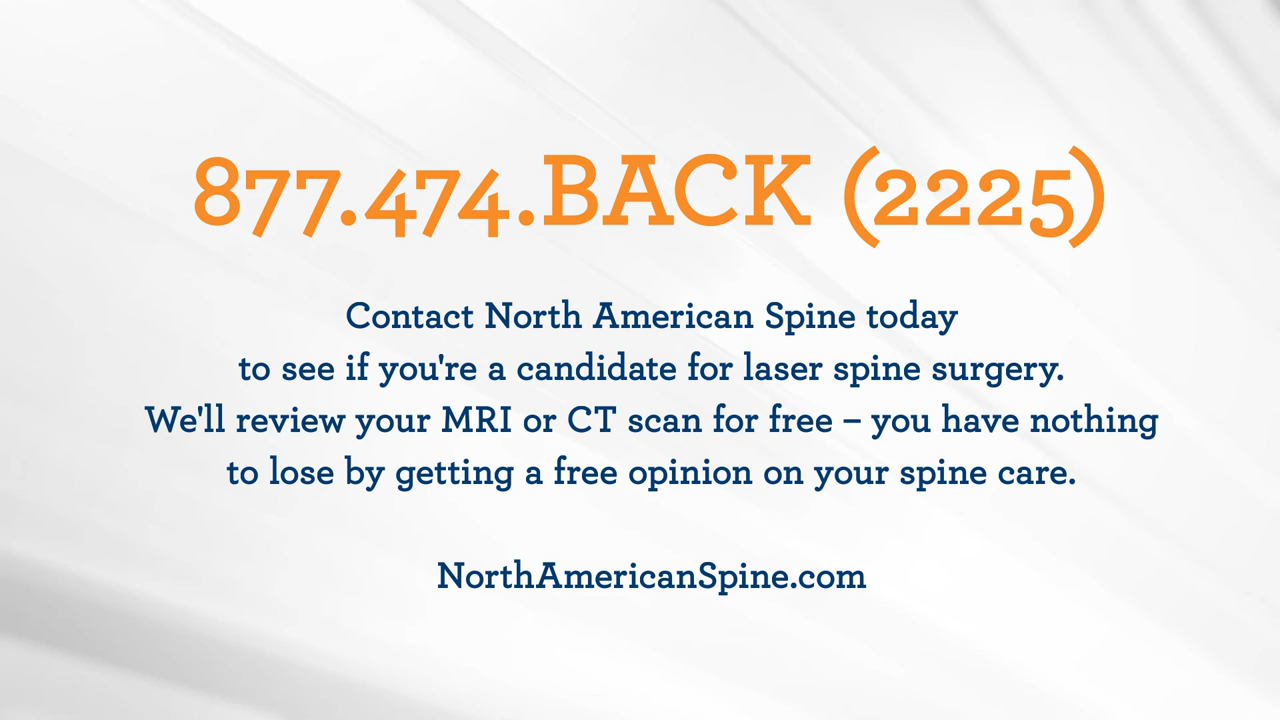 877.474.BACK (2225)
Contact North American Spine today
to see if you're a candidate for laser spine surgery.
We'll review your MRI or CT scan for free – you have nothing
to lose by getting a free opinion on your spine care.
NorthAmericanSpine.com